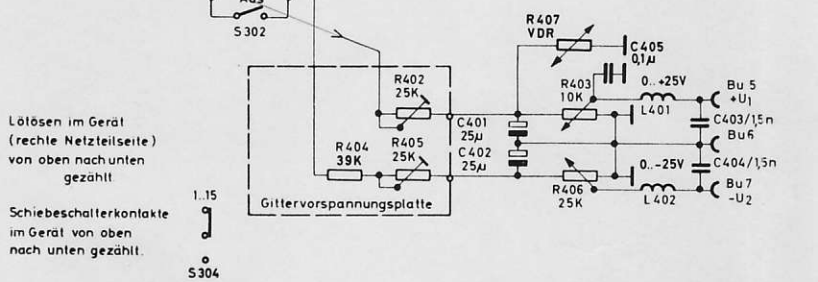 Aus
S 302
R407
VDR
C405
0,1µ
R402
25K
R403
10K
0..+25V
Bu 5
+U1
L401
C401
25µ
C403/1,5n
Bu6
Lötösen im Gerät
(rechte Netzteilseite)
von oben nach unten
gezählt.
R404
39K
R405
25K
C402
25µ
0..-25V
C404/1,5n
R406
25K
L402
Bu 7
-U2
Gittervorspannungsplatte
Schiebeschalterkontakte
im Gerät von oben
nach unten gezählt.
1..15
S304